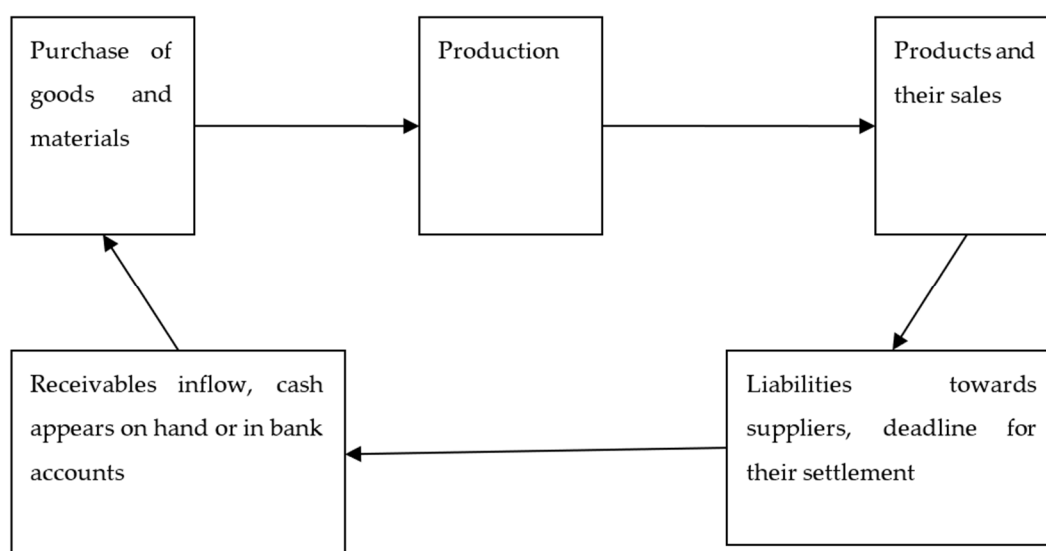 Purchase of
goods and
materials
Production
Products and
their sales
Receivables inflow, cash
appears on hand or in bank
accounts
Liabilities towards
suppliers, deadline for
their settlement